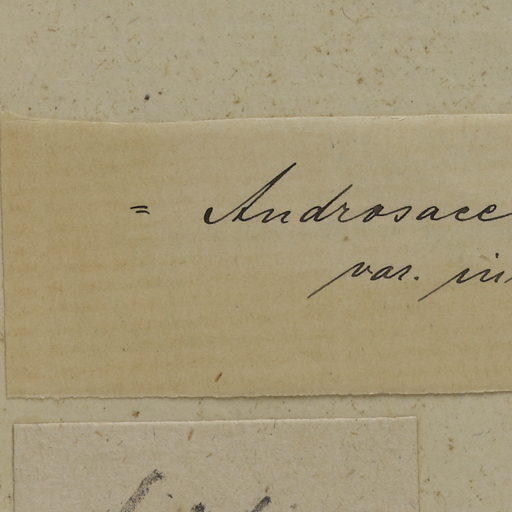 = Androsace
var.